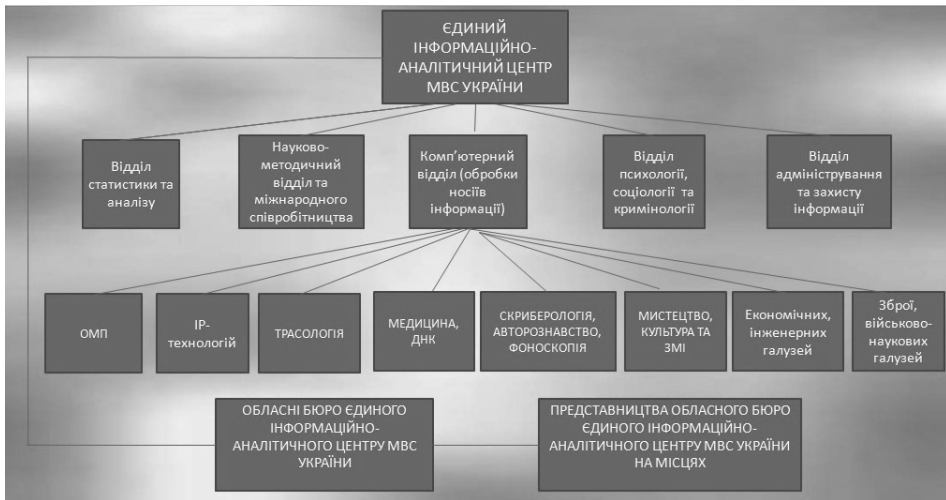 ЄДИНИЙ
ІНФОРМАЦІЙНО-
АНАЛІТИЧНИЙ ЦЕНТР
МВС УКРАЇНИ
Відділ
статистики та
аналізу
Науково-
методичний
відділ та
міжнародного
співробітництва
Комп’ютерний
відділ (обробки
носіїв
інформації)
Відділ
психології,
соціології та
кримінології
Відділ
адміністрування
та захисту
інформації
ОМП
ІР-
технологій
ТРАСОЛОГІЯ
МЕДИЦИНА,
ДНК
СКРИБЕРОЛОГІЯ,
АВТОРОЗНАВСТВО,
ФОНОСКОПІЯ
МИСТЕЦТВО,
КУЛЬТУРА ТА
ЗМІ
Економічних,
інженерних
галузей
Зброї,
військово-
наукових
галузей
ОБЛАСНІ БЮРО ЄДИНОГО
ІНФОРМАЦІЙНО-
АНАЛІТИЧНОГО ЦЕНТРУ МВС
УКРАЇНИ
ПРЕДСТАВНИЦТВА ОБЛАСНОГО БЮРО
ЄДИНОГО ІНФОРМАЦІЙНО-
АНАЛІТИЧНОГО ЦЕНТРУ МВС УКРАЇНИ
НА МІСЦЯХ